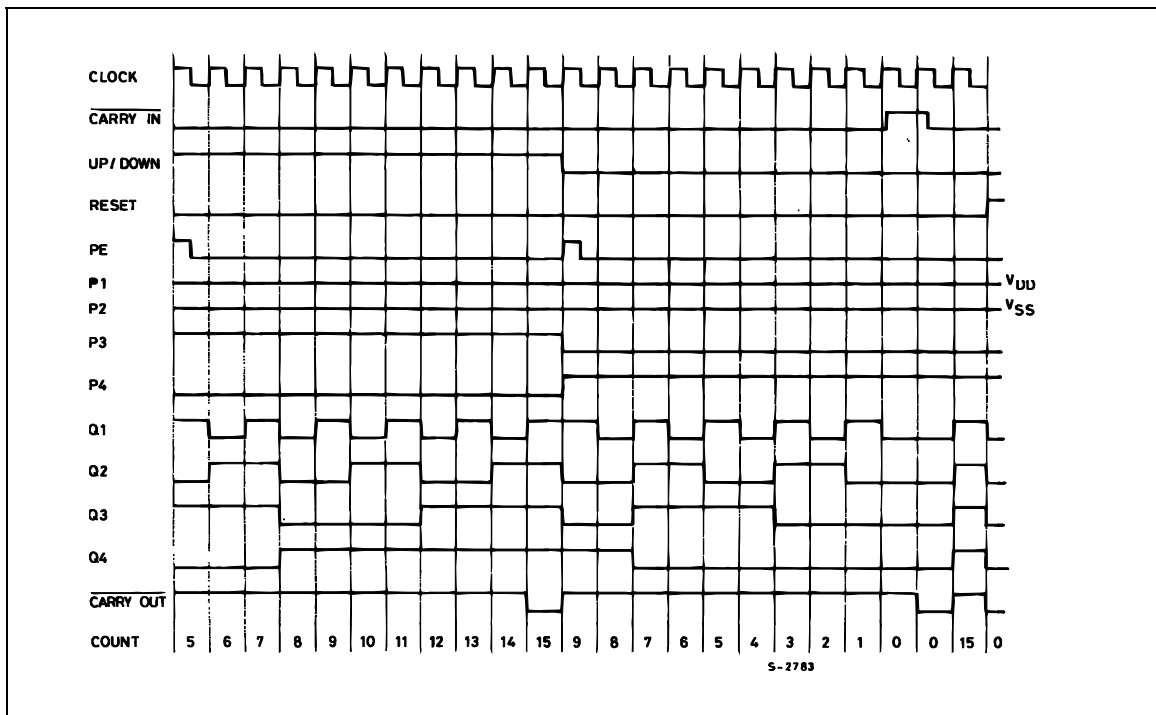 CLOCK
CARRY IN
UP/DOWN
RESET
PE
P1 VDD
P2 VSS
P3
P4
Q1
Q2
Q3
Q4
CARRY OUT
COUNT 5 6 7 8 9 10 11 12 13 14 15 9 8 7 6 5 4 3 2 1 0 0 15 0
S-2783